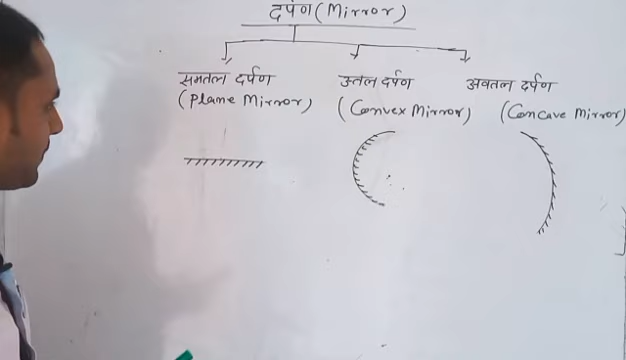 दर्पण (Mirror)
समतल दर्पण
उत्तल दर्पण
अवतल दर्पण
(Plane Mirror)
(Convex Mirror)
(Concave Mirror)